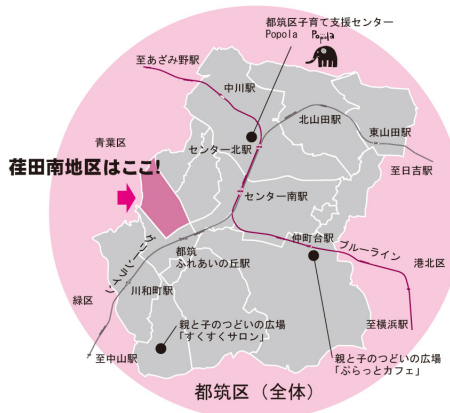 都筑区子育て支援センター
Popola Popola
至あざみ野駅
中川駅
北山田駅
東山田駅
青葉区
センター北駅
至日吉駅
荏田南地区はここ!
センター南駅
仲町台駅
ブルーライン
グリーンライン
都筑
ふれあいの丘駅
港北区
川和町駅
緑区
至横浜駅
親と子のつどいの広場
「すくすくサロン」
至中山駅
親と子のつどいの広場
「ぷらっとカフェ」
都筑区(全体)